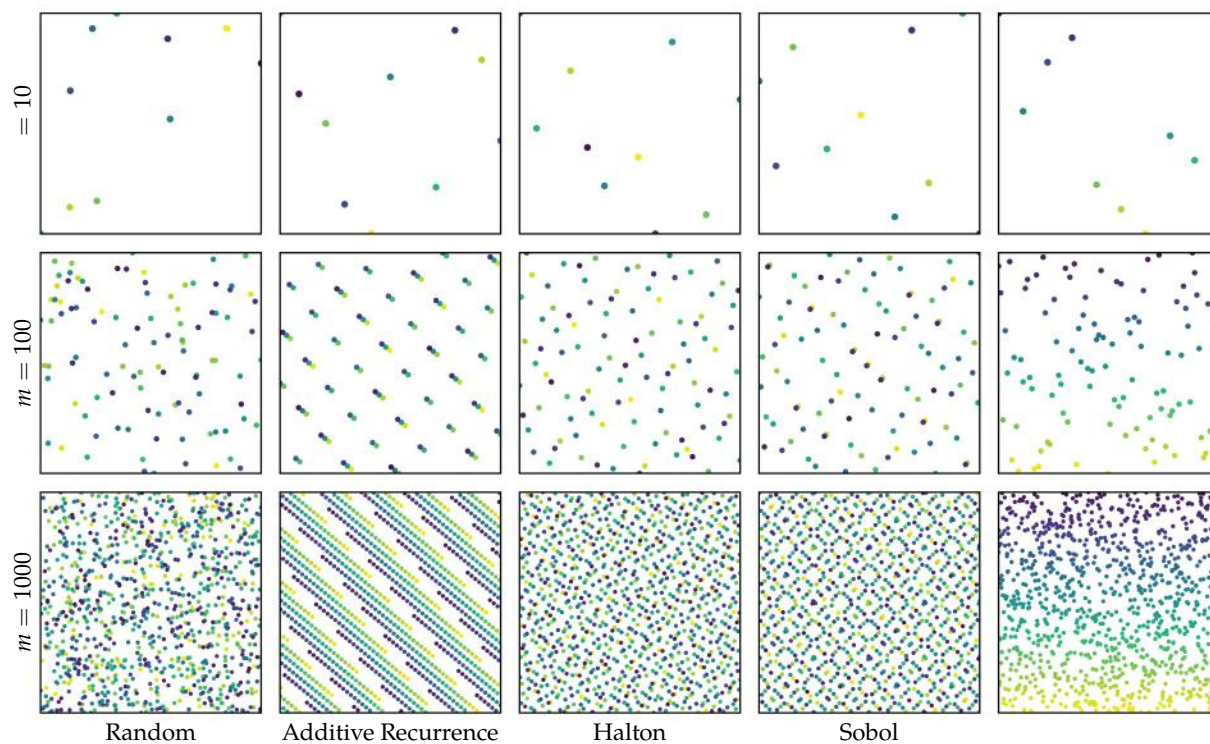 = 10
m = 100
m = 1000
Random Additive Recurrence Halton Sobol